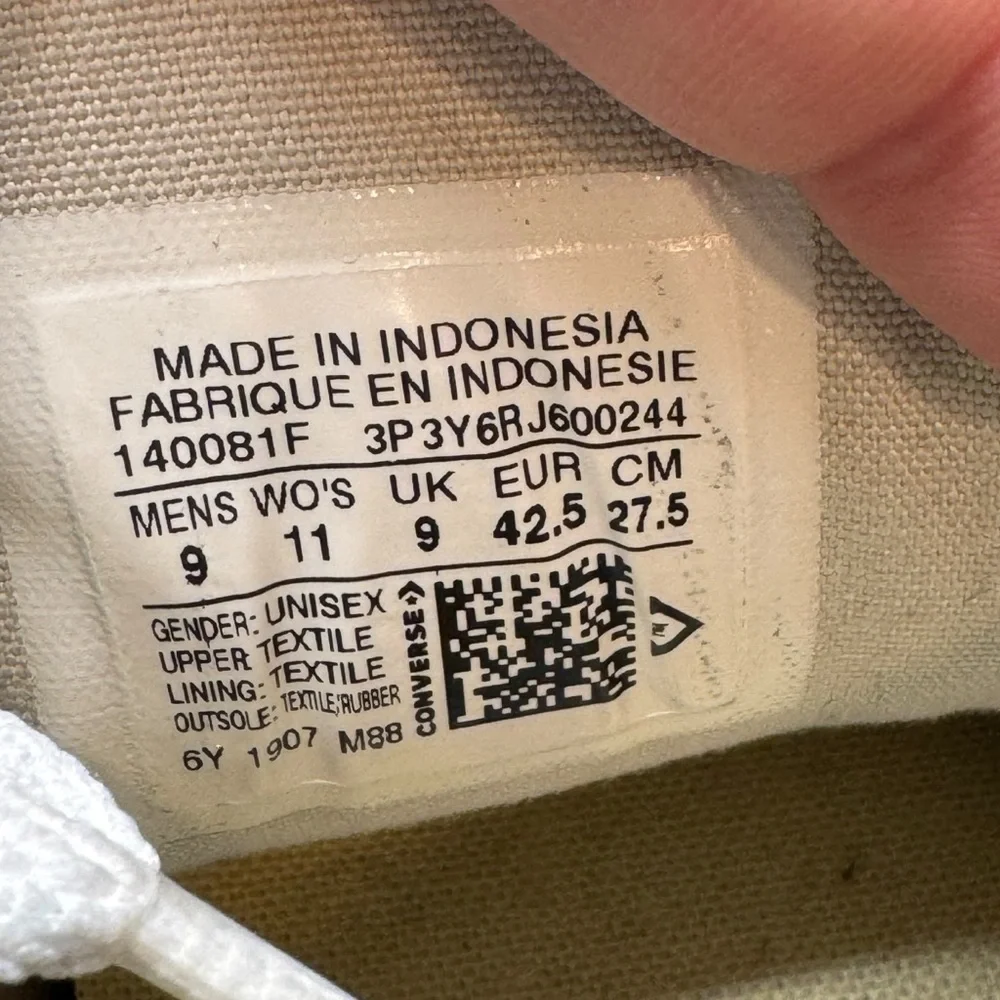 MADE IN INDONESIA
FABRIQUE EN INDONESIE
140081F 3P3Y6RJ600244
MENS WO'S UK EUR CM
9 11 9 42.5 27.5
GENDER: UNISEX
UPPER: TEXTILE
LINING: TEXTILE
OUTSOLE: TEXTILE;RUBBER
6Y 1907 M88
CONVERSE